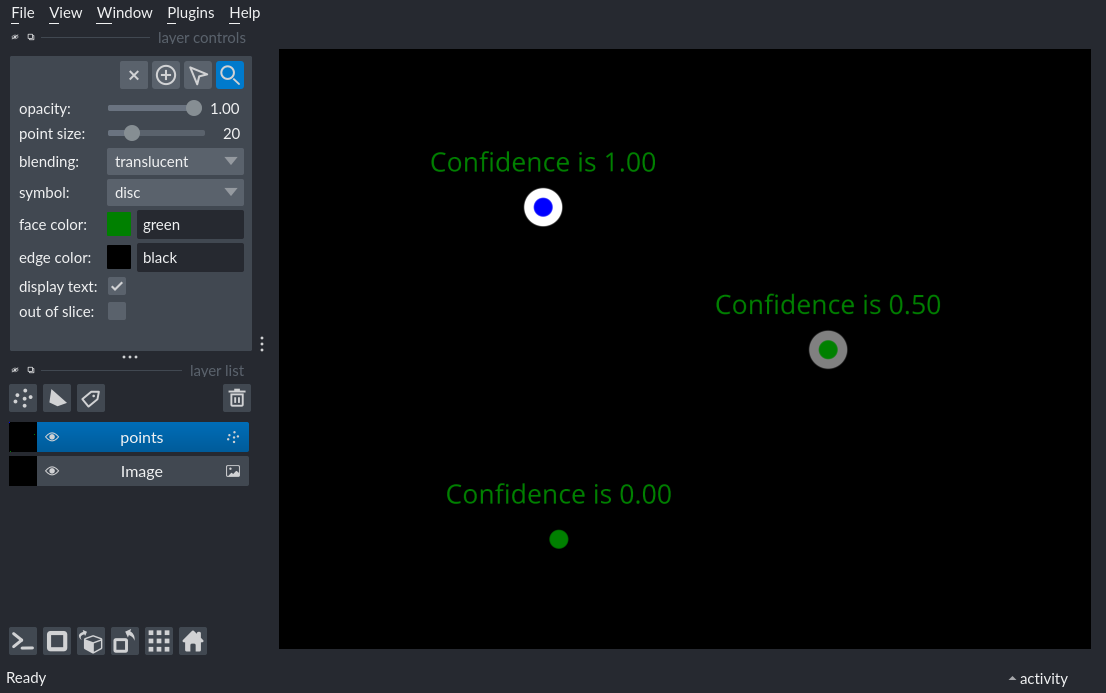 File View Window Plugins Help
layer controls
opacity: 1.00
point size: 20
blending: translucent
symbol: disc
face color: green
edge color: black
display text:
out of slice:
layer list
points
Image
Confidence is 1.00
Confidence is 0.50
Confidence is 0.00
Ready
activity